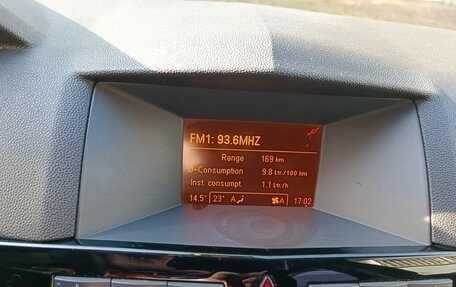 FM1: 93.6MHZ
Range 169 km
Ø-Consumption 9.8 Ltr./100 km
Inst. consumpt. 1.1 Ltr./h
14.5° 23° A A 17:02